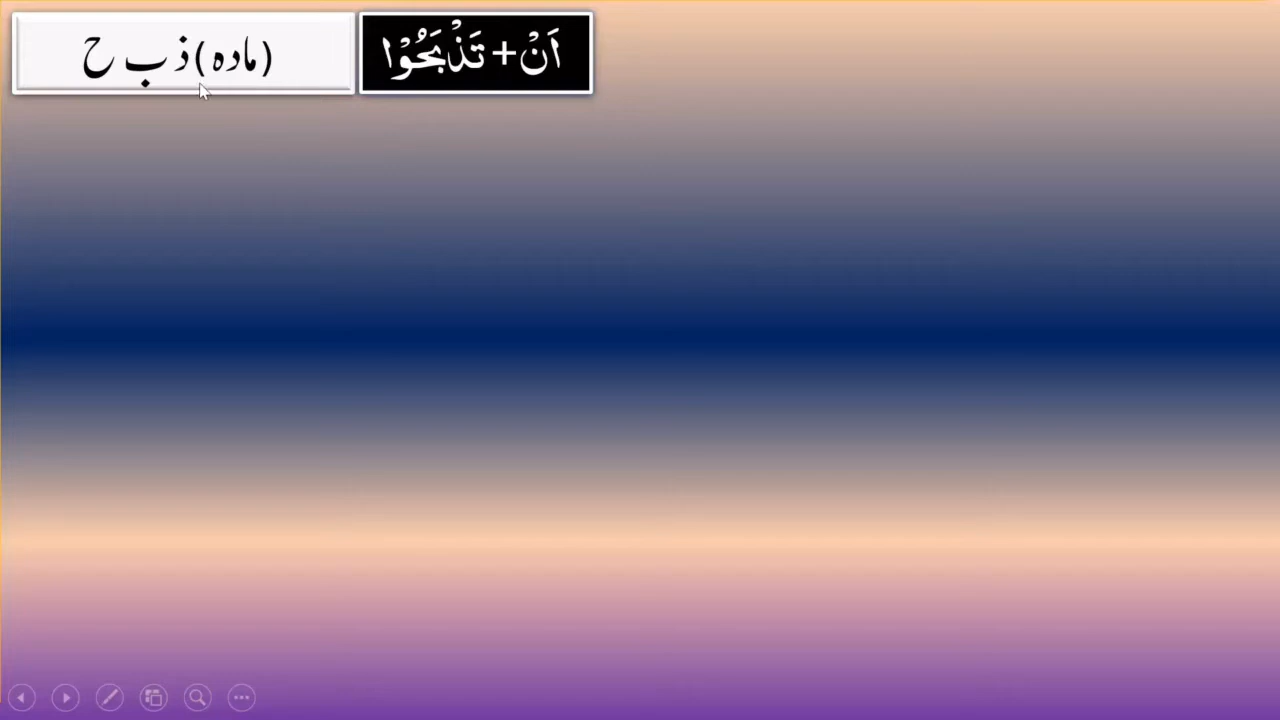 اَنْ + تَذْبَحُوْا
(مادہ) ذ ب ح